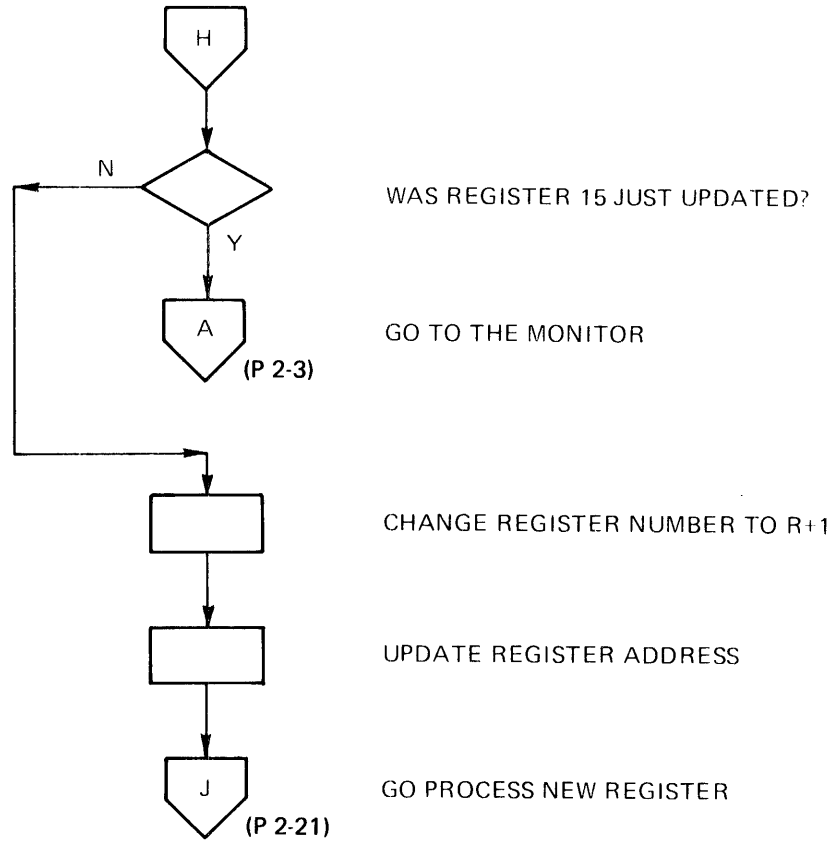 H
N
WAS REGISTER 15 JUST UPDATED?
Y
A
GO TO THE MONITOR
(P 2-3)
CHANGE REGISTER NUMBER TO R+1
UPDATE REGISTER ADDRESS
J
GO PROCESS NEW REGISTER
(P 2-21)